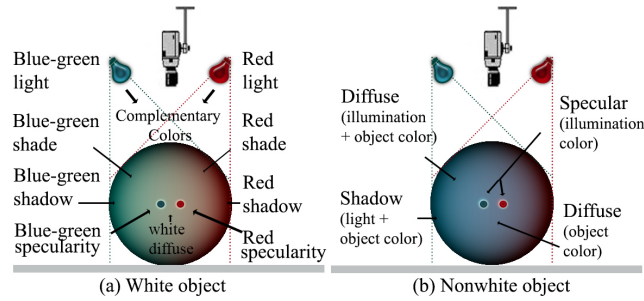 Blue-green
light
Red
light
Complementary
Colors
Blue-green
shade
Red
shade
Blue-green
shadow
Red
shadow
Blue-green
specularity
white
diffuse
Red
specularity
(a) White object
Diffuse
(illumination
+ object color)
Specular
(illumination
color)
Shadow
(light +
object color)
Diffuse
(object
color)
(b) Nonwhite object